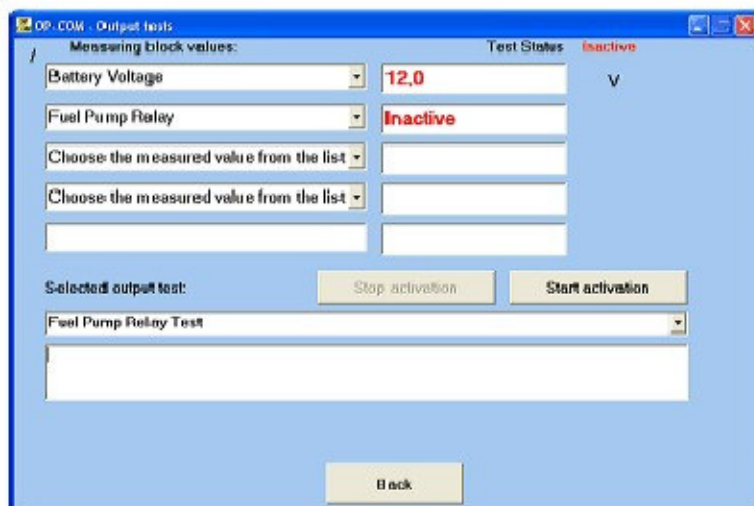 OP-COM - Output tests
/ Measuring block values: Test Status Inactive
Battery Voltage 12,0 V
Fuel Pump Relay Inactive
Choose the measured value from the list
Choose the measured value from the list
Selected output test: Stop activation Start activation
Fuel Pump Relay Test
Back